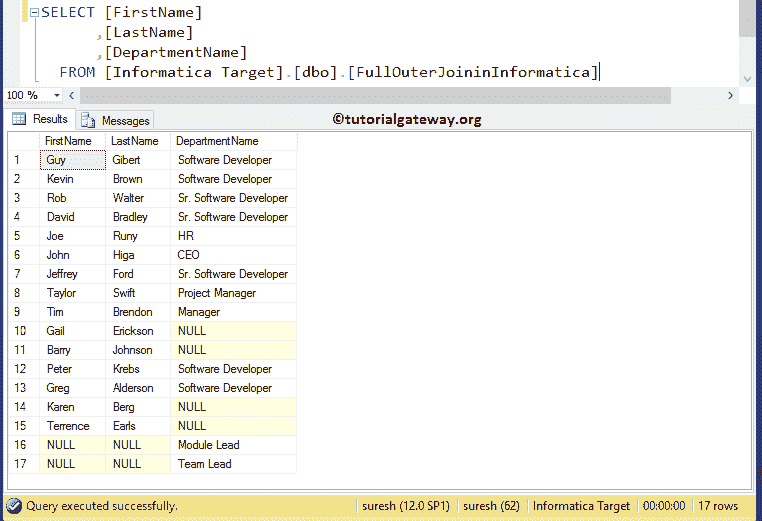 SELECT [FirstName]
,[LastName]
,[DepartmentName]
FROM [Informatica Target].[dbo].[FullOuterJoininInformatica]
100 %
Results Messages ©tutorialgateway.org
FirstName LastName DepartmentName
1 Guy Gibert Software Developer
2 Kevin Brown Software Developer
3 Rob Walter Sr. Software Developer
4 David Bradley Sr. Software Developer
5 Joe Runy HR
6 John Higa CEO
7 Jeffrey Ford Sr. Software Developer
8 Taylor Swift Project Manager
9 Tim Brendon Manager
10 Gail Erickson NULL
11 Barry Johnson NULL
12 Peter Krebs Software Developer
13 Greg Alderson Software Developer
14 Karen Berg NULL
15 Terrence Earls NULL
16 NULL NULL Module Lead
17 NULL NULL Team Lead
Query executed successfully. suresh (12.0 SP1) suresh (62) Informatica Target 00:00:00 17 rows